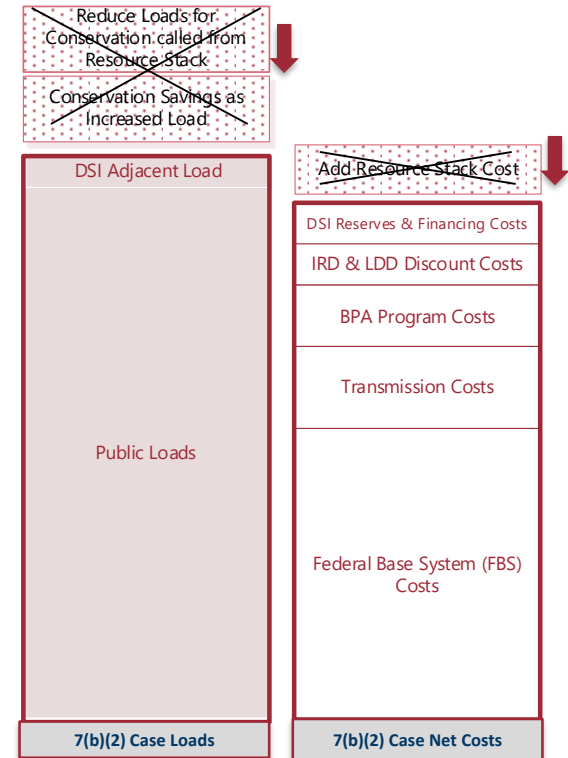 Reduce Loads for
Conservation called from
Resource Stack
Conservation Savings as
Increased Load
DSI Adjacent Load
Public Loads
7(b)(2) Case Loads
Add Resource Stack Cost
DSI Reserves & Financing Costs
IRD & LDD Discount Costs
BPA Program Costs
Transmission Costs
Federal Base System (FBS)
Costs
7(b)(2) Case Net Costs